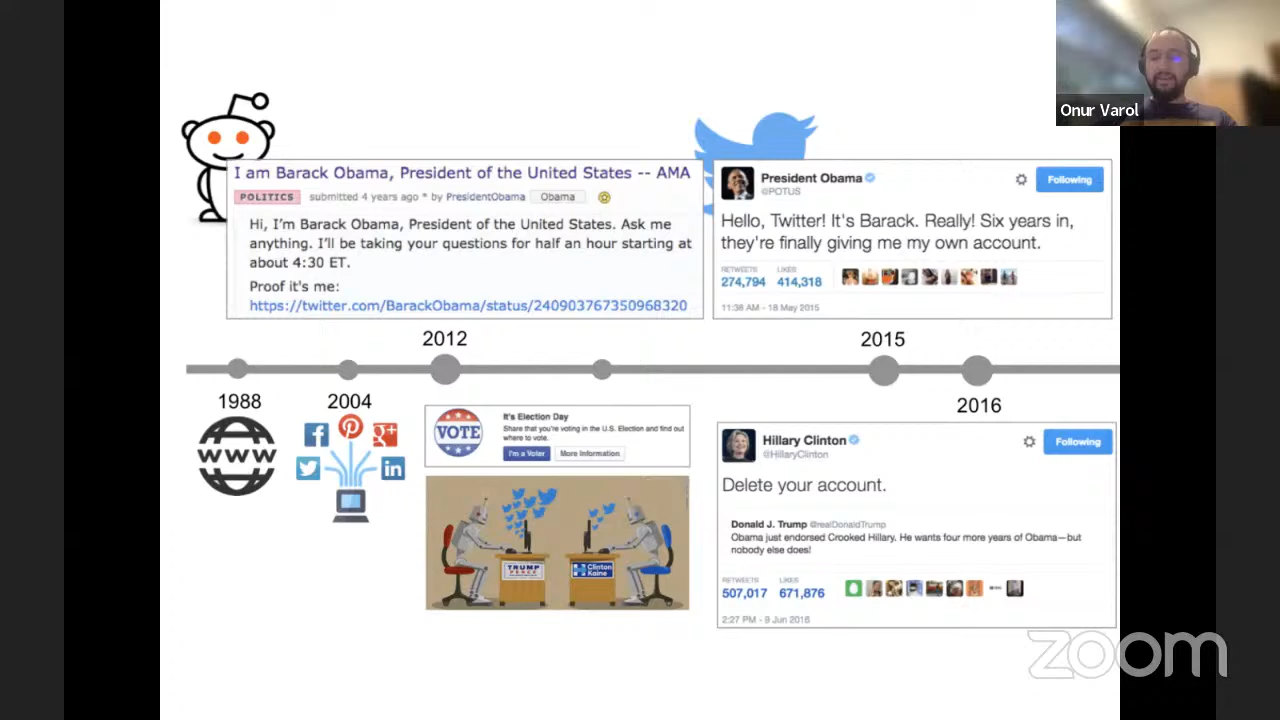 Onur Varol
I am Barack Obama, President of the United States -- AMA
POLITICS submitted 4 years ago * by PresidentObama Obama
Hi, I'm Barack Obama, President of the United States. Ask me
anything. I'll be taking your questions for half an hour starting at
about 4:30 ET.
Proof it's me:
https://twitter.com/BarackObama/status/240903767350968320
President Obama
@POTUS
Following
Hello, Twitter! It's Barack. Really! Six years in,
they're finally giving me my own account.
RETWEETS LIKES
274,794 414,318
11:38 AM - 18 May 2015
2012
2015
1988
2004
2016
www
VOTE
It's Election Day
Share that you're voting in the U.S. Election and find out
where to vote.
I'm a Voter More Information
TRUMP
PENCE
Clinton
Kaine
Hillary Clinton
@HillaryClinton
Following
Delete your account.
Donald J. Trump @realDonaldTrump
Obama just endorsed Crooked Hillary. He wants four more years of Obama—but
nobody else does!
RETWEETS LIKES
507,017 671,876
2:27 PM - 9 Jun 2016
zoom